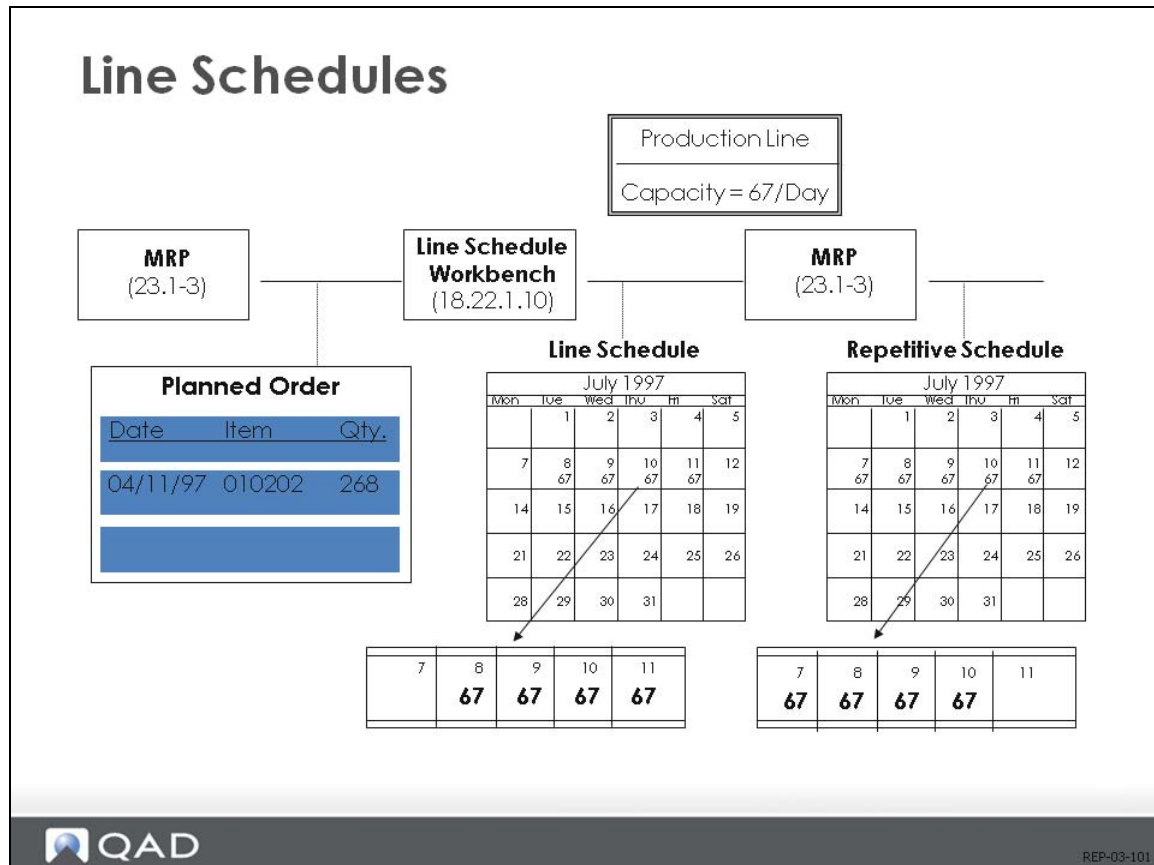 Line Schedules
Production Line
Capacity = 67/Day
MRP
(23.1-3)
Line Schedule
Workbench
(18.22.1.10)
MRP
(23.1-3)
Planned Order
Date Item Qty.
04/11/97 010202 268
Line Schedule
July 1997
Mon Tue Wed Thu Fri Sat
1 2 3 4 5
7 8 9 10 11 12
67 67 67 67
14 15 16 17 18 19
21 22 23 24 25 26
28 29 30 31
7 8 9 10 11
67 67 67 67
Repetitive Schedule
July 1997
Mon Tue Wed Thu Fri Sat
1 2 3 4 5
7 8 9 10 11 12
67 67 67 67 67
14 15 16 17 18 19
21 22 23 24 25 26
28 29 30 31
7 8 9 10 11
67 67 67 67
QAD
REP-03-101